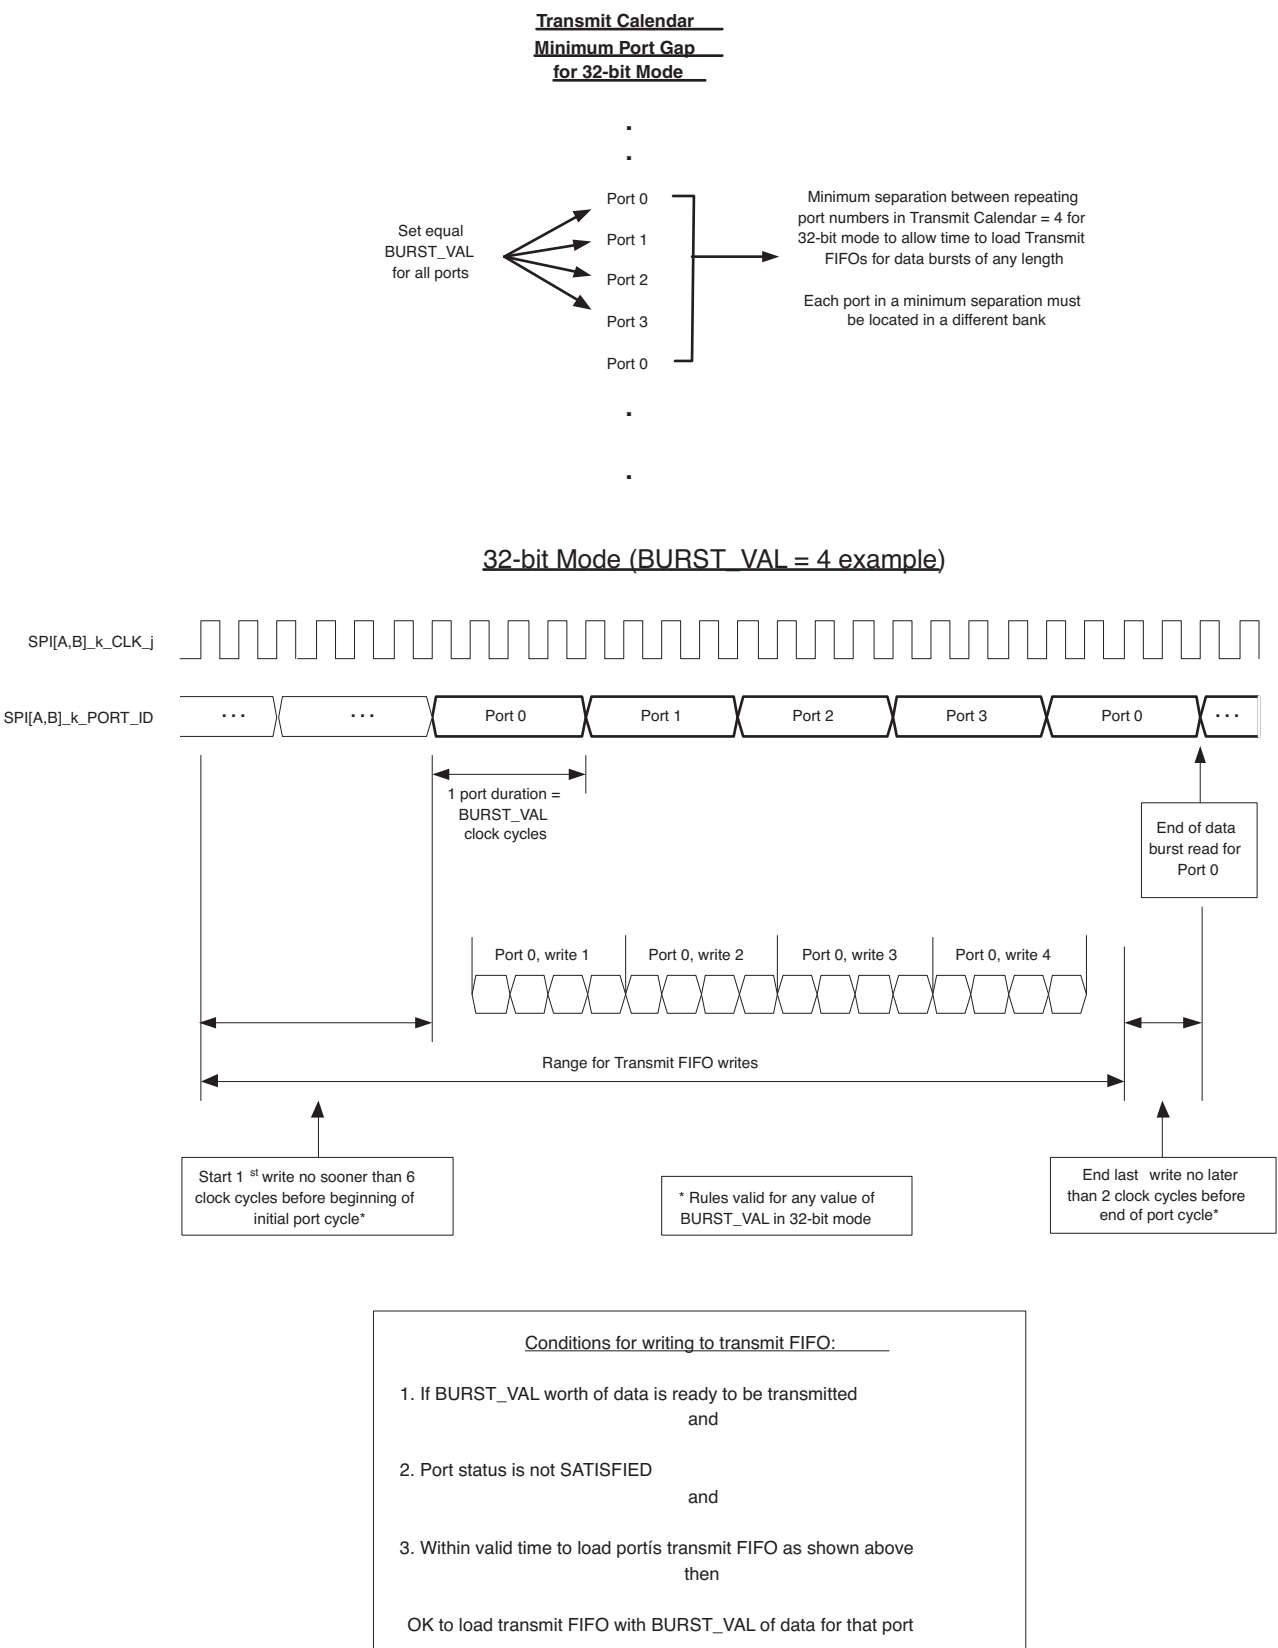 Transmit Calendar
Minimum Port Gap
for 32-bit Mode
.
.
Port 0
Port 1
Port 2
Port 3
Port 0
Set equal
BURST_VAL
for all ports
Minimum separation between repeating
port numbers in Transmit Calendar = 4 for
32-bit mode to allow time to load Transmit
FIFOs for data bursts of any length
Each port in a minimum separation must
be located in a different bank
.
.
32-bit Mode (BURST_VAL = 4 example)
SPI[A,B]_k_CLK_j
SPI[A,B]_k_PORT_ID
... ... Port 0 Port 1 Port 2 Port 3 Port 0 ...
1 port duration =
BURST_VAL
clock cycles
End of data
burst read for
Port 0
Port 0, write 1 Port 0, write 2 Port 0, write 3 Port 0, write 4
Range for Transmit FIFO writes
Start 1 st write no sooner than 6
clock cycles before beginning of
initial port cycle*
* Rules valid for any value of
BURST_VAL in 32-bit mode
End last write no later
than 2 clock cycles before
end of port cycle*
Conditions for writing to transmit FIFO:
1. If BURST_VAL worth of data is ready to be transmitted
and
2. Port status is not SATISFIED
and
3. Within valid time to load portís transmit FIFO as shown above
then
OK to load transmit FIFO with BURST_VAL of data for that port